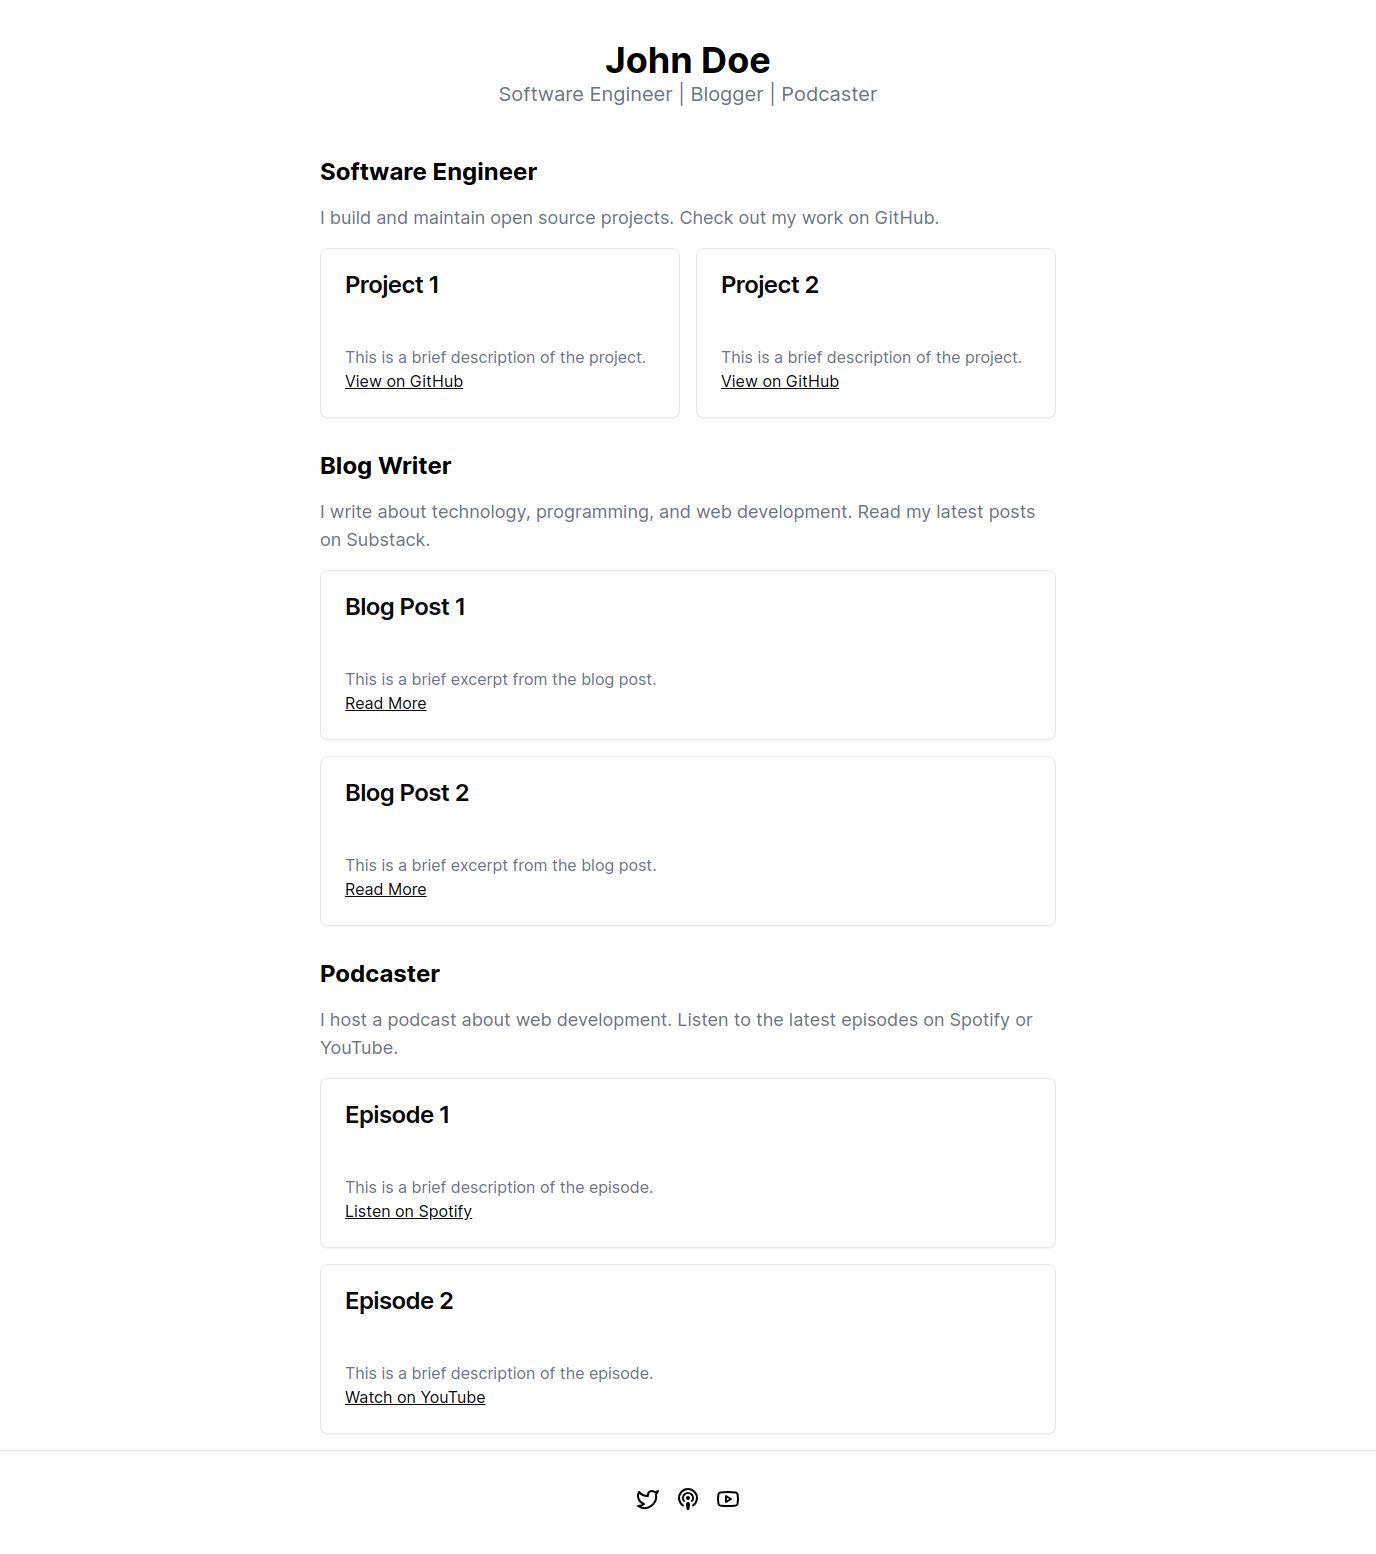 John Doe
Software Engineer | Blogger | Podcaster
Software Engineer
I build and maintain open source projects. Check out my work on GitHub.
Project 1
This is a brief description of the project.
View on GitHub
Project 2
This is a brief description of the project.
View on GitHub
Blog Writer
I write about technology, programming, and web development. Read my latest posts
on Substack.
Blog Post 1
This is a brief excerpt from the blog post.
Read More
Blog Post 2
This is a brief excerpt from the blog post.
Read More
Podcaster
I host a podcast about web development. Listen to the latest episodes on Spotify or
YouTube.
Episode 1
This is a brief description of the episode.
Listen on Spotify
Episode 2
This is a brief description of the episode.
Watch on YouTube